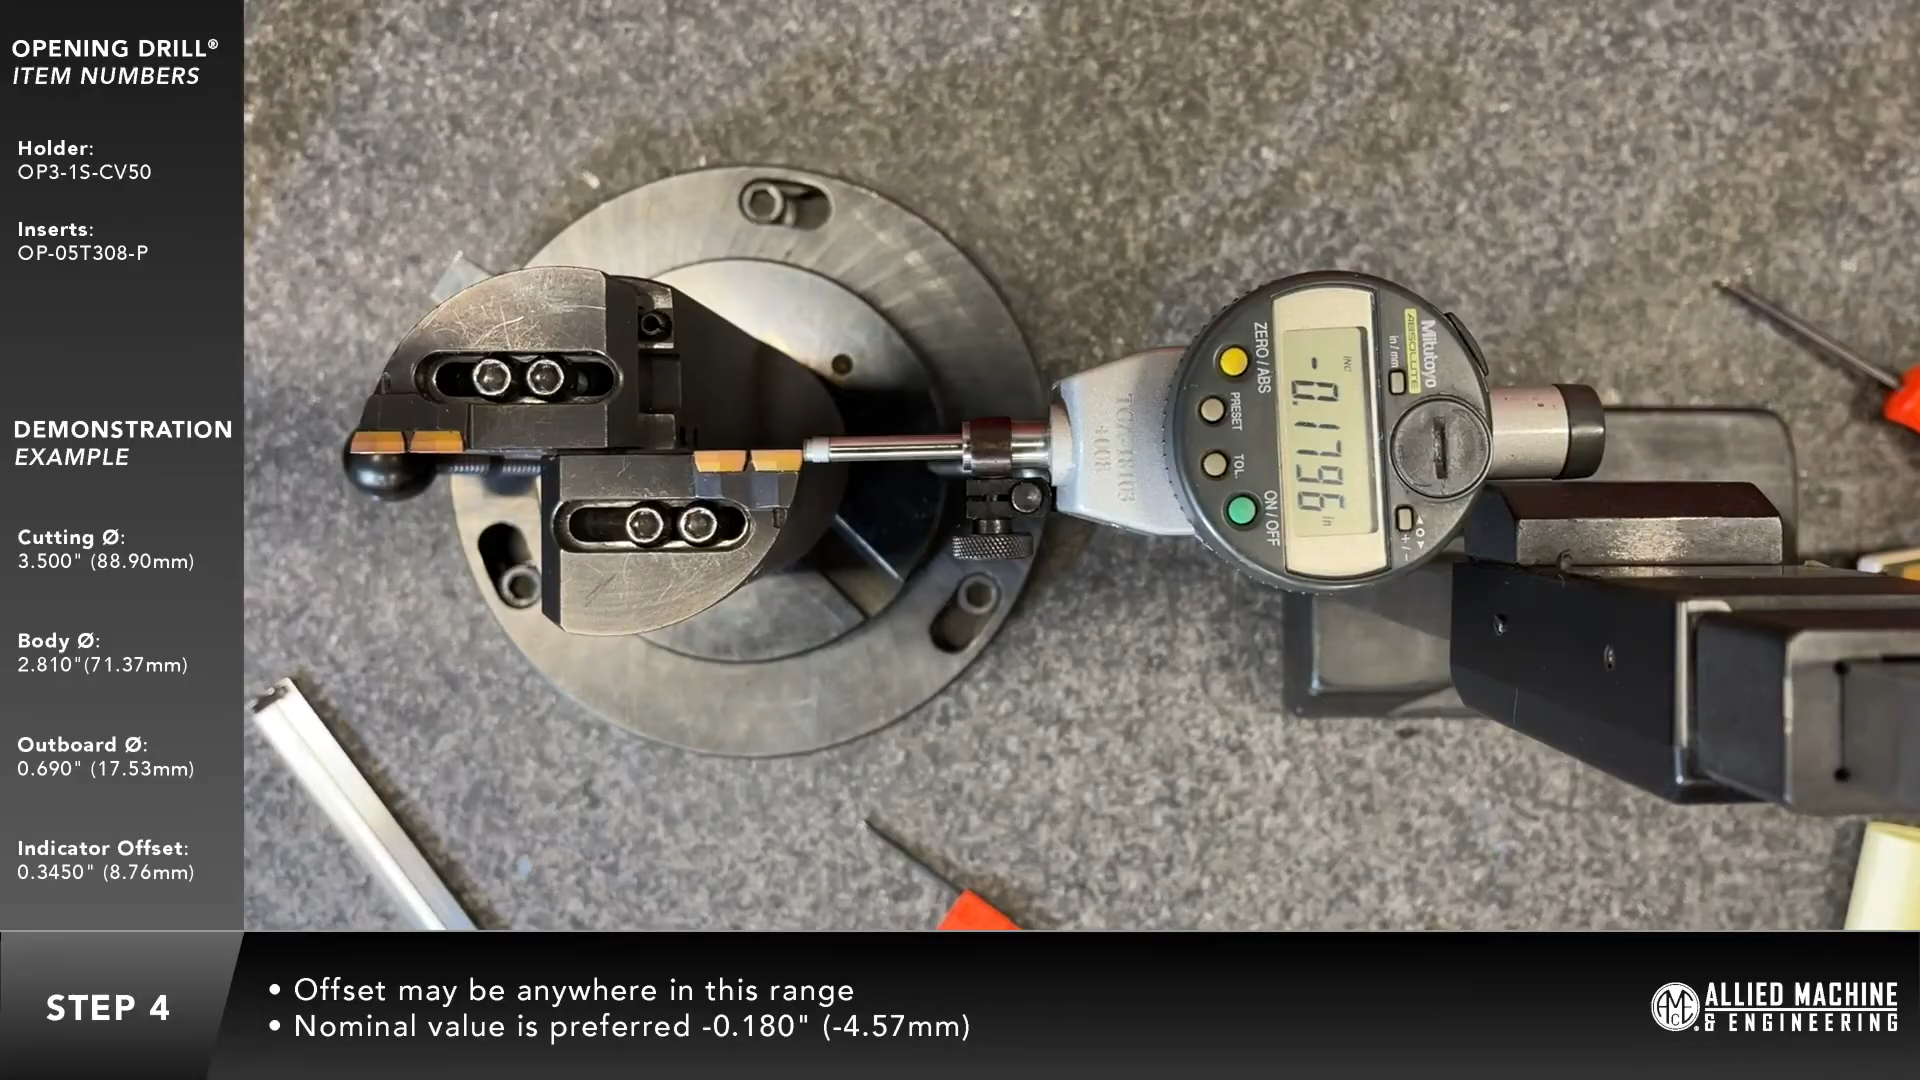 OPENING DRILL®
ITEM NUMBERS
Holder:
OP3-1S-CV50
Inserts:
OP-05T308-P
DEMONSTRATION
EXAMPLE
Cutting Ø:
3.500" (88.90mm)
Body Ø:
2.810"(71.37mm)
Outboard Ø:
0.690" (17.53mm)
Indicator Offset:
0.3450" (8.76mm)
ZERO / ABS
PRESET
TOL.
ON / OFF
INC
-0.1796 in
in / mm
ABSOLUTE
Mitutoyo
+ / -
STEP 4
• Offset may be anywhere in this range
• Nominal value is preferred -0.180" (-4.57mm)
AMEC
ALLIED MACHINE
& ENGINEERING